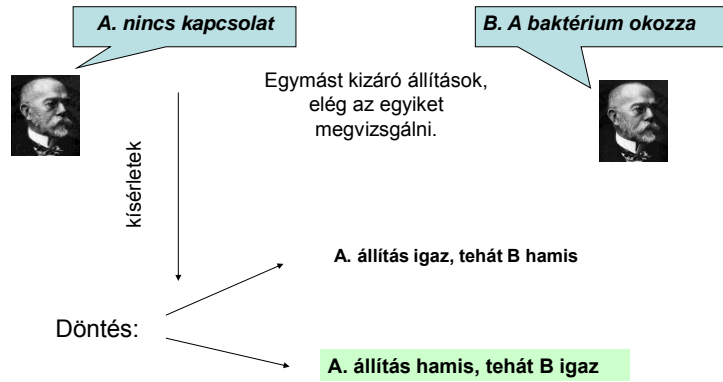 A. nincs kapcsolat
B. A baktérium okozza
Egymást kizáró állítások,
elég az egyiket
megvizsgálni.
kísérletek
A. állítás igaz, tehát B hamis
Döntés:
A. állítás hamis, tehát B igaz